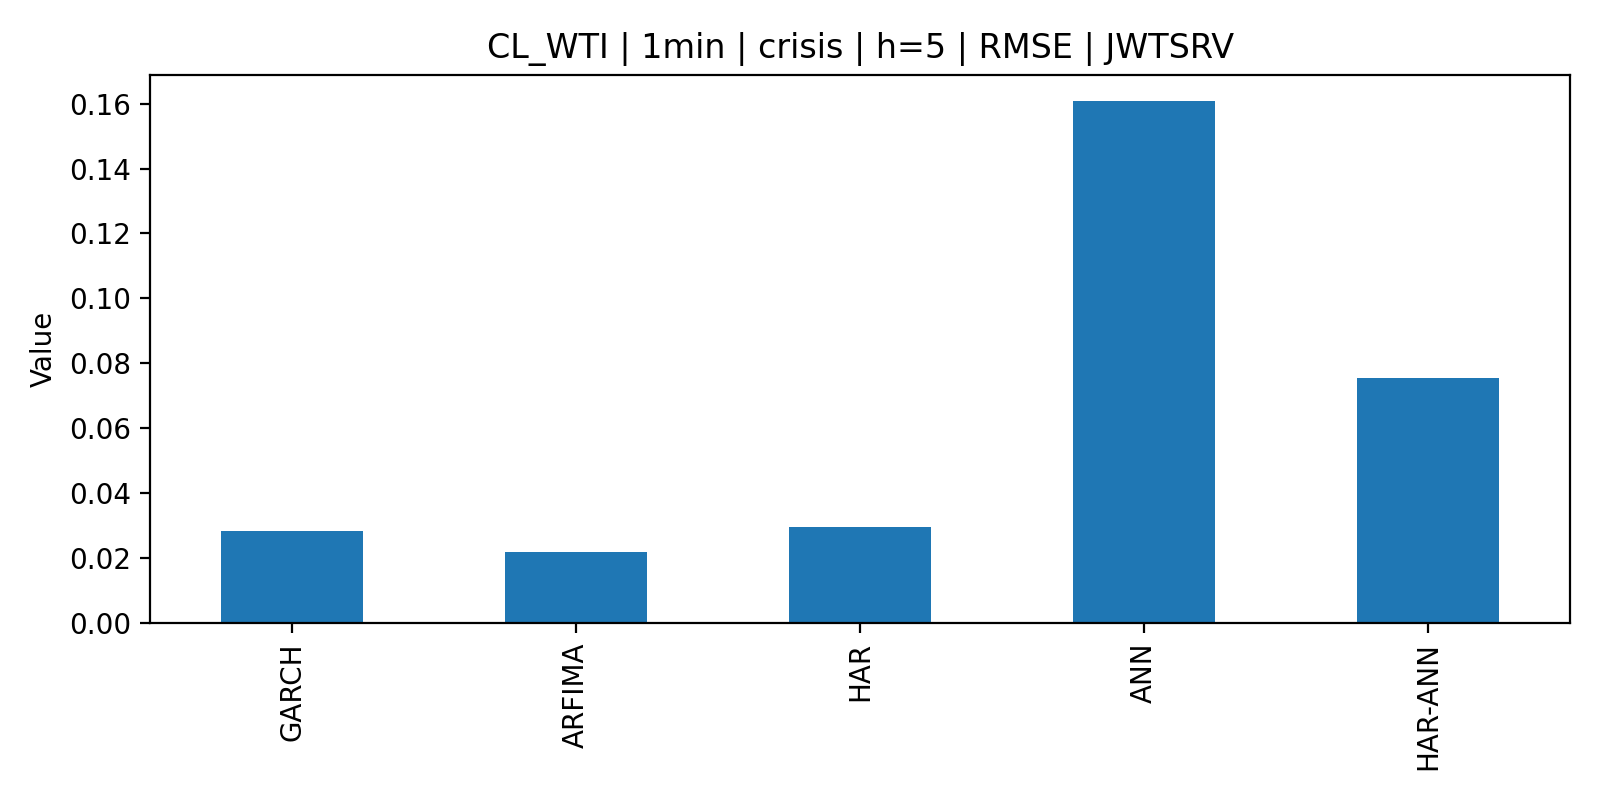 CL_WTI | 1min | crisis | h=5 | RMSE | JWTSRV
Value
0.16
0.14
0.12
0.10
0.08
0.06
0.04
0.02
0.00
GARCH
ARFIMA
HAR
ANN
HAR-ANN